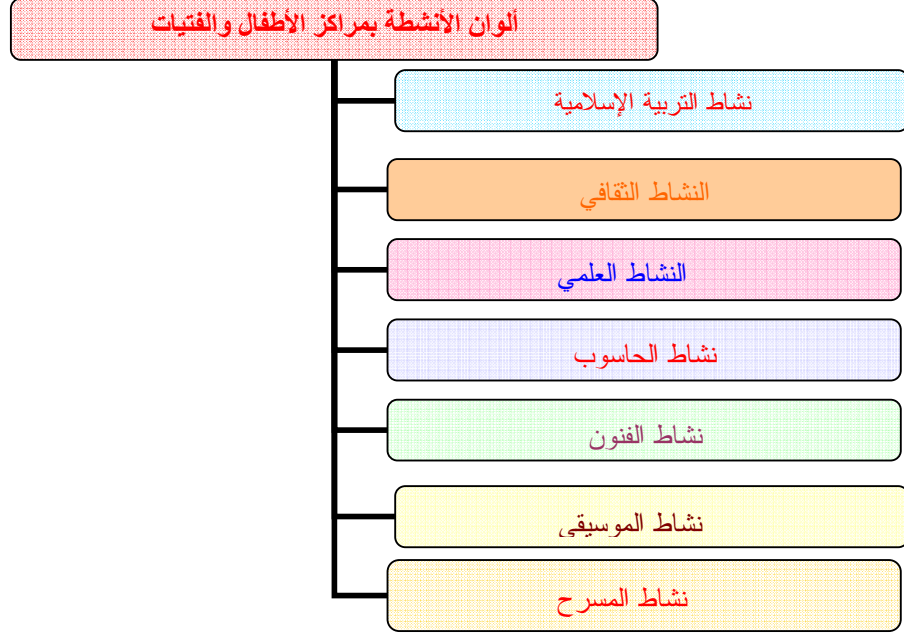 ألوان الأنشطة بمراكز الأطفال والفتيات
نشاط التربية الإسلامية
النشاط الثقافي
النشاط العلمي
نشاط الحاسوب
نشاط الفنون
نشاط الموسيقى
نشاط المسرح